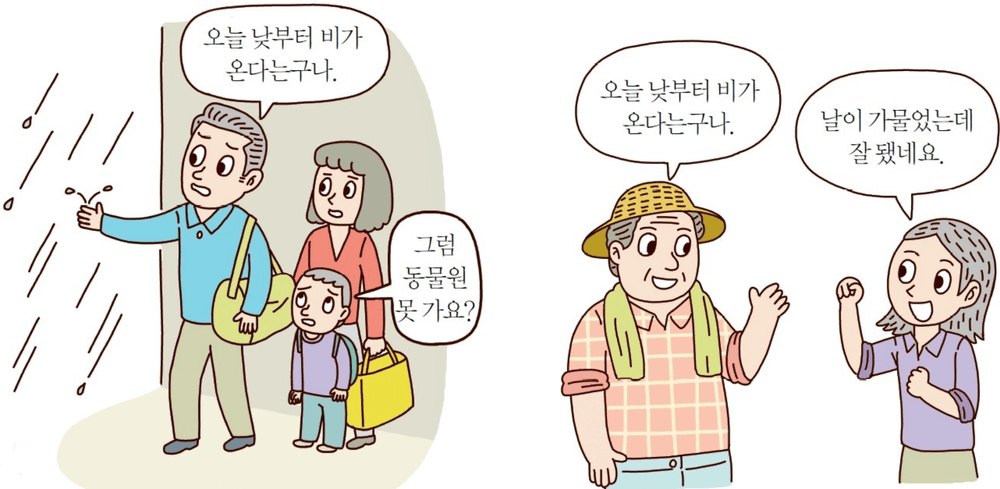 오늘 낮부터 비가
온다는구나.
그럼
동물원
못 가요?
오늘 낮부터 비가
온다는구나.
날이 가물었는데
잘 됐네요.